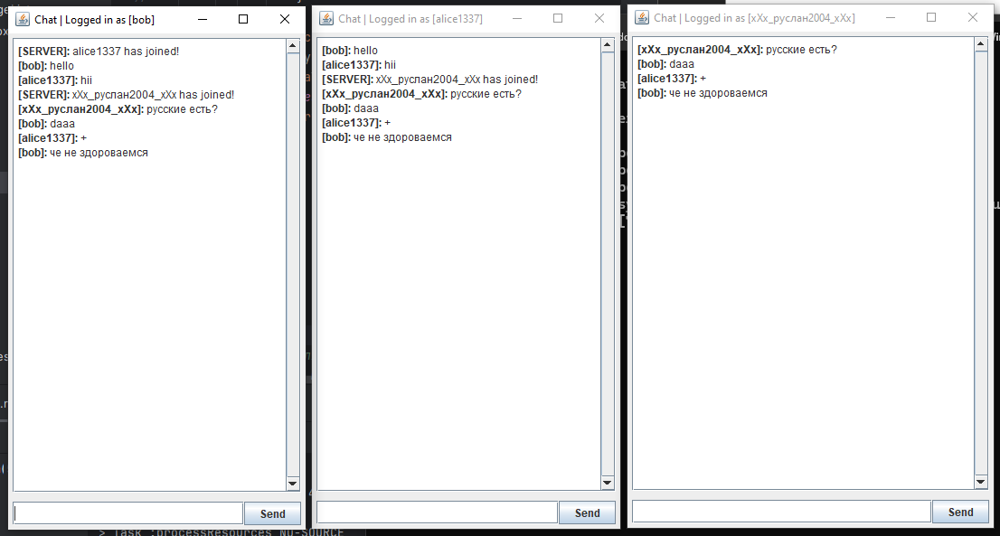 Chat | Logged in as [bob]
[SERVER]: alice1337 has joined!
[bob]: hello
[alice1337]: hii
[SERVER]: xXx_руслан2004_xXx has joined!
[xXx_руслан2004_xXx]: русские есть?
[bob]: daaa
[alice1337]: +
[bob]: че не здороваемся
Send
Chat | Logged in as [alice1337]
[bob]: hello
[alice1337]: hii
[SERVER]: xXx_руслан2004_xXx has joined!
[xXx_руслан2004_xXx]: русские есть?
[bob]: daaa
[alice1337]: +
[bob]: че не здороваемся
Send
Chat | Logged in as [xXx_руслан2004_xXx]
[xXx_руслан2004_xXx]: русские есть?
[bob]: daaa
[alice1337]: +
[bob]: че не здороваемся
Send
> Task :processResources NO-SOURCE